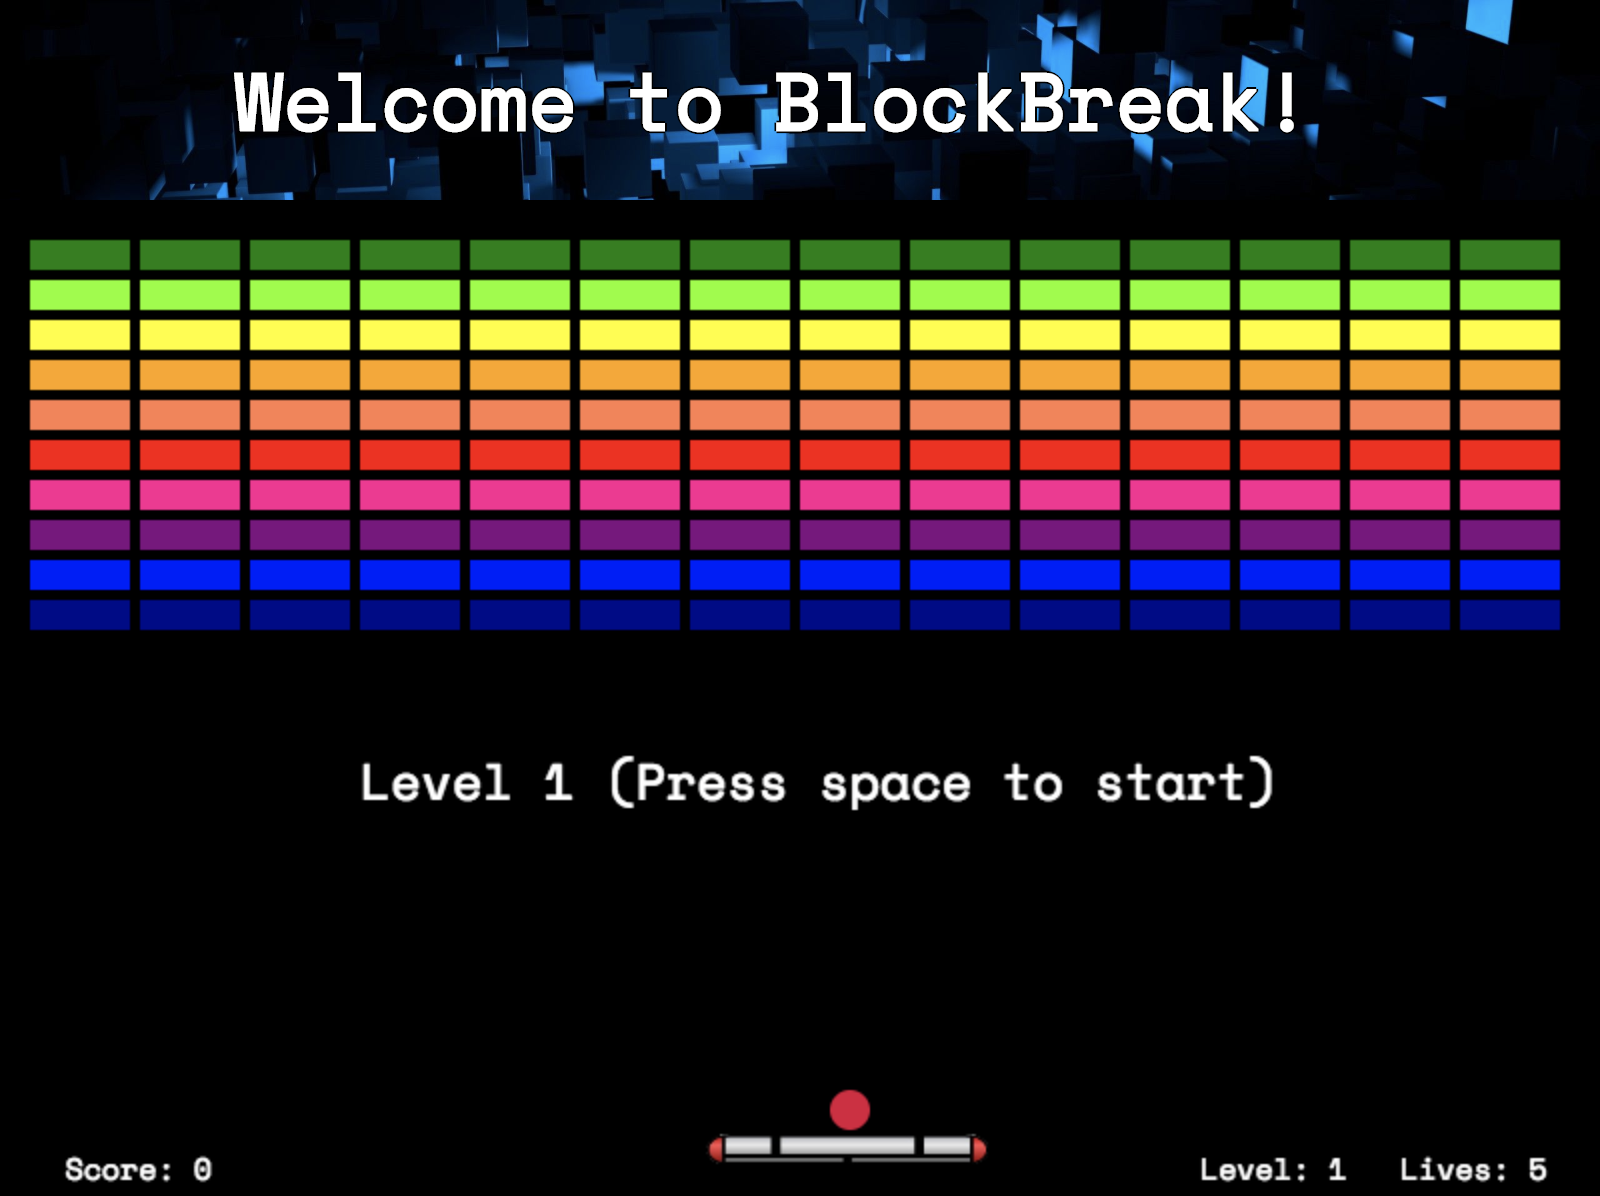 Welcome to BlockBreak!
Level 1 (Press space to start)
Score: 0
Level: 1
Lives: 5